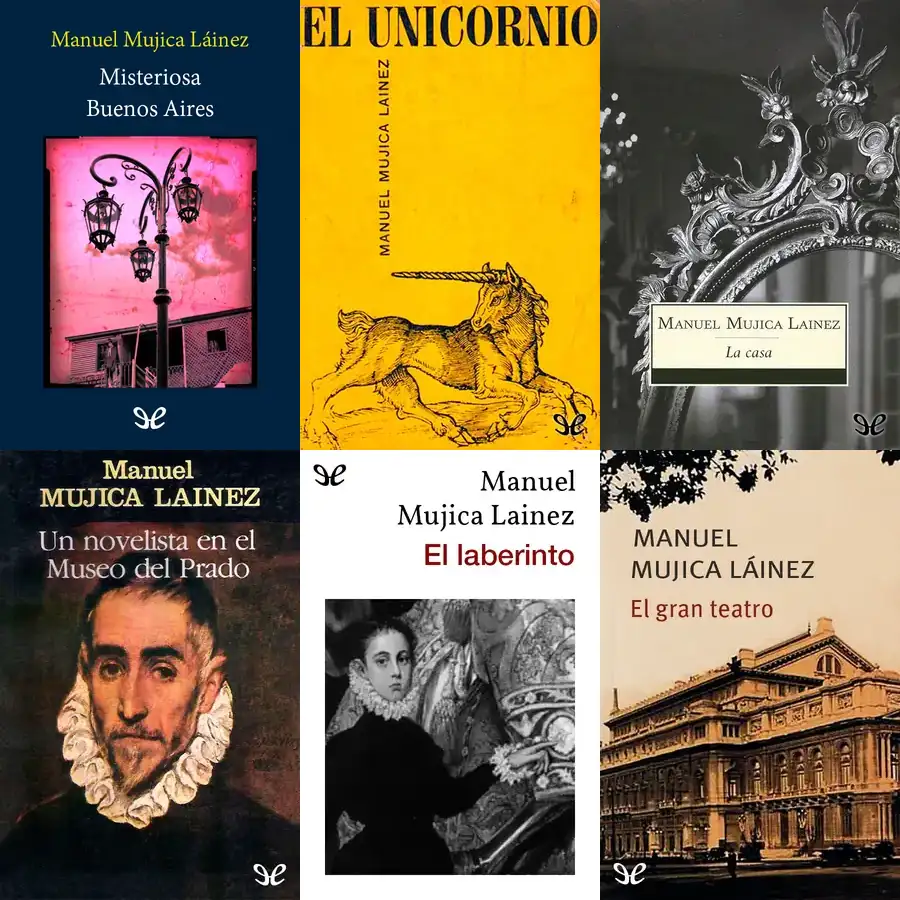 Manuel Mujica Láinez
Misteriosa
Buenos Aires
EL UNICORNIO
MANUEL MUJICA LAINEZ
MANUEL MUJICA LAINEZ
La casa
Manuel
MUJICA LAINEZ
Un novelista en el
Museo del Prado
Manuel
Mujica Lainez
El laberinto
MANUEL
MUJICA LÁINEZ
El gran teatro